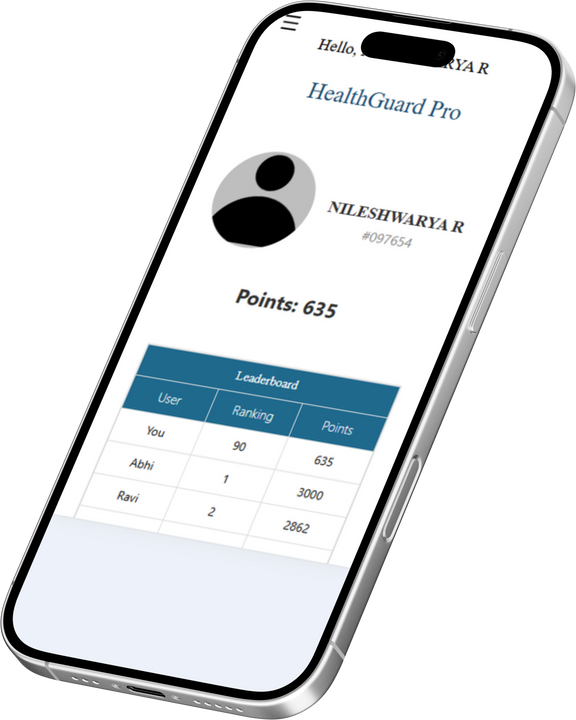 Hello, RYA R
HealthGuard Pro
NILESHWARYA R
#097654
Points: 635
Leaderboard
User Ranking Points
You 90 635
Abhi 1 3000
Ravi 2 2862